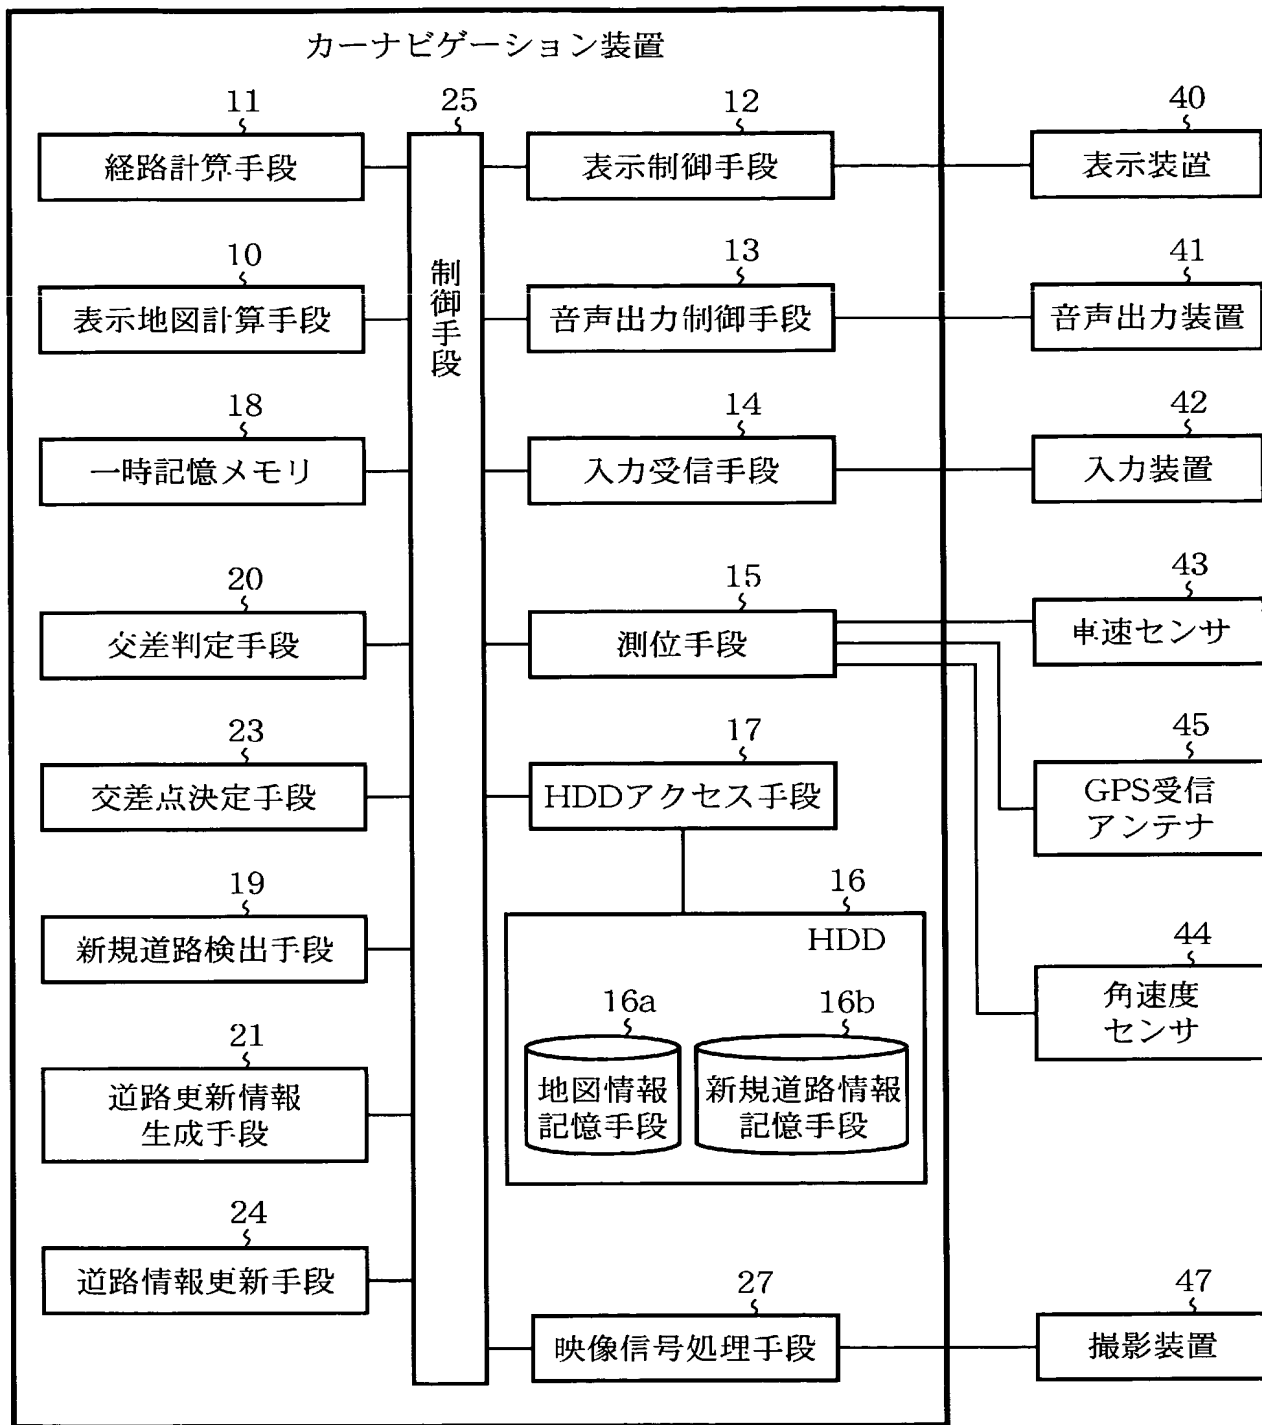 カーナビゲーション装置
11
経路計算手段
25
制御手段
12
表示制御手段
40
表示装置
10
表示地図計算手段
13
音声出力制御手段
41
音声出力装置
18
一時記憶メモリ
14
入力受信手段
42
入力装置
20
交差判定手段
15
測位手段
43
車速センサ
23
交差点決定手段
17
HDDアクセス手段
45
GPS受信
アンテナ
19
新規道路検出手段
16
HDD
44
角速度
センサ
16a
地図情報
記憶手段
16b
新規道路情報
記憶手段
21
道路更新情報
生成手段
24
道路情報更新手段
27
映像信号処理手段
47
撮影装置